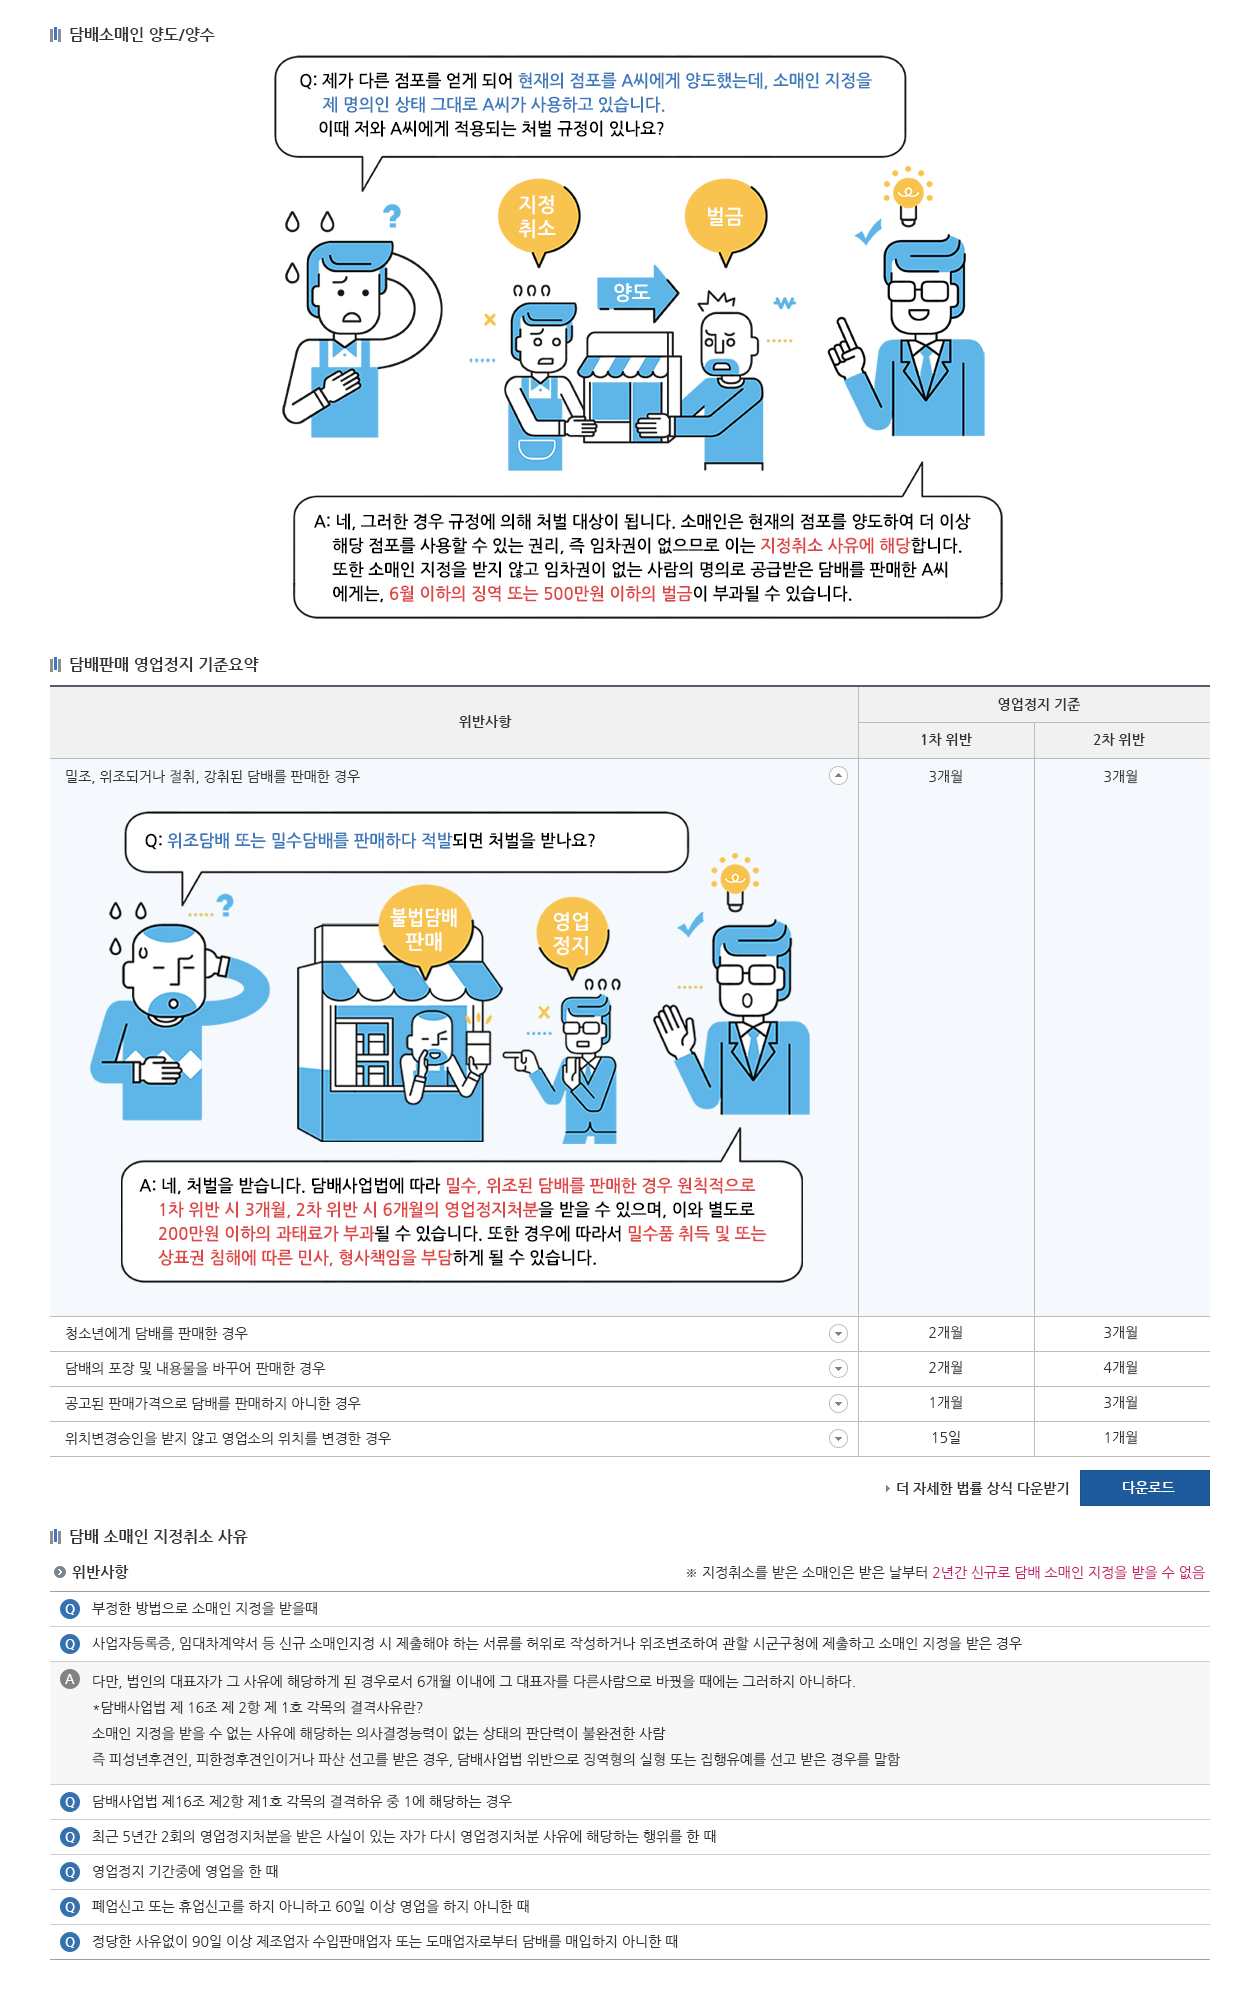 담배소매인 양도/양수
Q: 제가 다른 점포를 얻게 되어 현재의 점포를 A씨에게 양도했는데, 소매인 지정을
제 명의인 상태 그대로 A씨가 사용하고 있습니다.
이때 저와 A씨에게 적용되는 처벌 규정이 있나요?
?
지정
취소
벌금
양도
₩
A: 네, 그러한 경우 규정에 의해 처벌 대상이 됩니다. 소매인은 현재의 점포를 양도하여 더 이상
해당 점포를 사용할 수 있는 권리, 즉 임차권이 없으므로 이는 지정취소 사유에 해당합니다.
또한 소매인 지정을 받지 않고 임차권이 없는 사람의 명의로 공급받은 담배를 판매한 A씨
에게는, 6월 이하의 징역 또는 500만원 이하의 벌금이 부과될 수 있습니다.
담배판매 영업정지 기준요약
위반사항
영업정지 기준
1차 위반
2차 위반
밀조, 위조되거나 절취, 강취된 담배를 판매한 경우
3개월
3개월
Q: 위조담배 또는 밀수담배를 판매하다 적발되면 처벌을 받나요?
?
불법담배
판매
영업
정지
A: 네, 처벌을 받습니다. 담배사업법에 따라 밀수, 위조된 담배를 판매한 경우 원칙적으로
1차 위반 시 3개월, 2차 위반 시 6개월의 영업정지처분을 받을 수 있으며, 이와 별도로
200만원 이하의 과태료가 부과될 수 있습니다. 또한 경우에 따라서 밀수품 취득 및 또는
상표권 침해에 따른 민사, 형사책임을 부담하게 될 수 있습니다.
청소년에게 담배를 판매한 경우
2개월
3개월
담배의 포장 및 내용물을 바꾸어 판매한 경우
2개월
4개월
공고된 판매가격으로 담배를 판매하지 아니한 경우
1개월
3개월
위치변경승인을 받지 않고 영업소의 위치를 변경한 경우
15일
1개월
더 자세한 법률 상식 다운받기
다운로드
담배 소매인 지정취소 사유
위반사항
※ 지정취소를 받은 소매인은 받은 날부터 2년간 신규로 담배 소매인 지정을 받을 수 없음
Q 부정한 방법으로 소매인 지정을 받을때
Q 사업자등록증, 임대차계약서 등 신규 소매인지정 시 제출해야 하는 서류를 허위로 작성하거나 위조변조하여 관할 시군구청에 제출하고 소매인 지정을 받은 경우
A 다만, 법인의 대표자가 그 사유에 해당하게 된 경우로서 6개월 이내에 그 대표자를 다른사람으로 바꿨을 때에는 그러하지 아니하다.
*담배사업법 제 16조 제 2항 제 1호 각목의 결격사유란?
소매인 지정을 받을 수 없는 사유에 해당하는 의사결정능력이 없는 상태의 판단력이 불완전한 사람
즉 피성년후견인, 피한정후견인이거나 파산 선고를 받은 경우, 담배사업법 위반으로 징역형의 실형 또는 집행유예를 선고 받은 경우를 말함
Q 담배사업법 제16조 제2항 제1호 각목의 결격하유 중 1에 해당하는 경우
Q 최근 5년간 2회의 영업정지처분을 받은 사실이 있는 자가 다시 영업정지처분 사유에 해당하는 행위를 한 때
Q 영업정지 기간중에 영업을 한 때
Q 폐업신고 또는 휴업신고를 하지 아니하고 60일 이상 영업을 하지 아니한 때
Q 정당한 사유없이 90일 이상 제조업자 수입판매업자 또는 도매업자로부터 담배를 매입하지 아니한 때